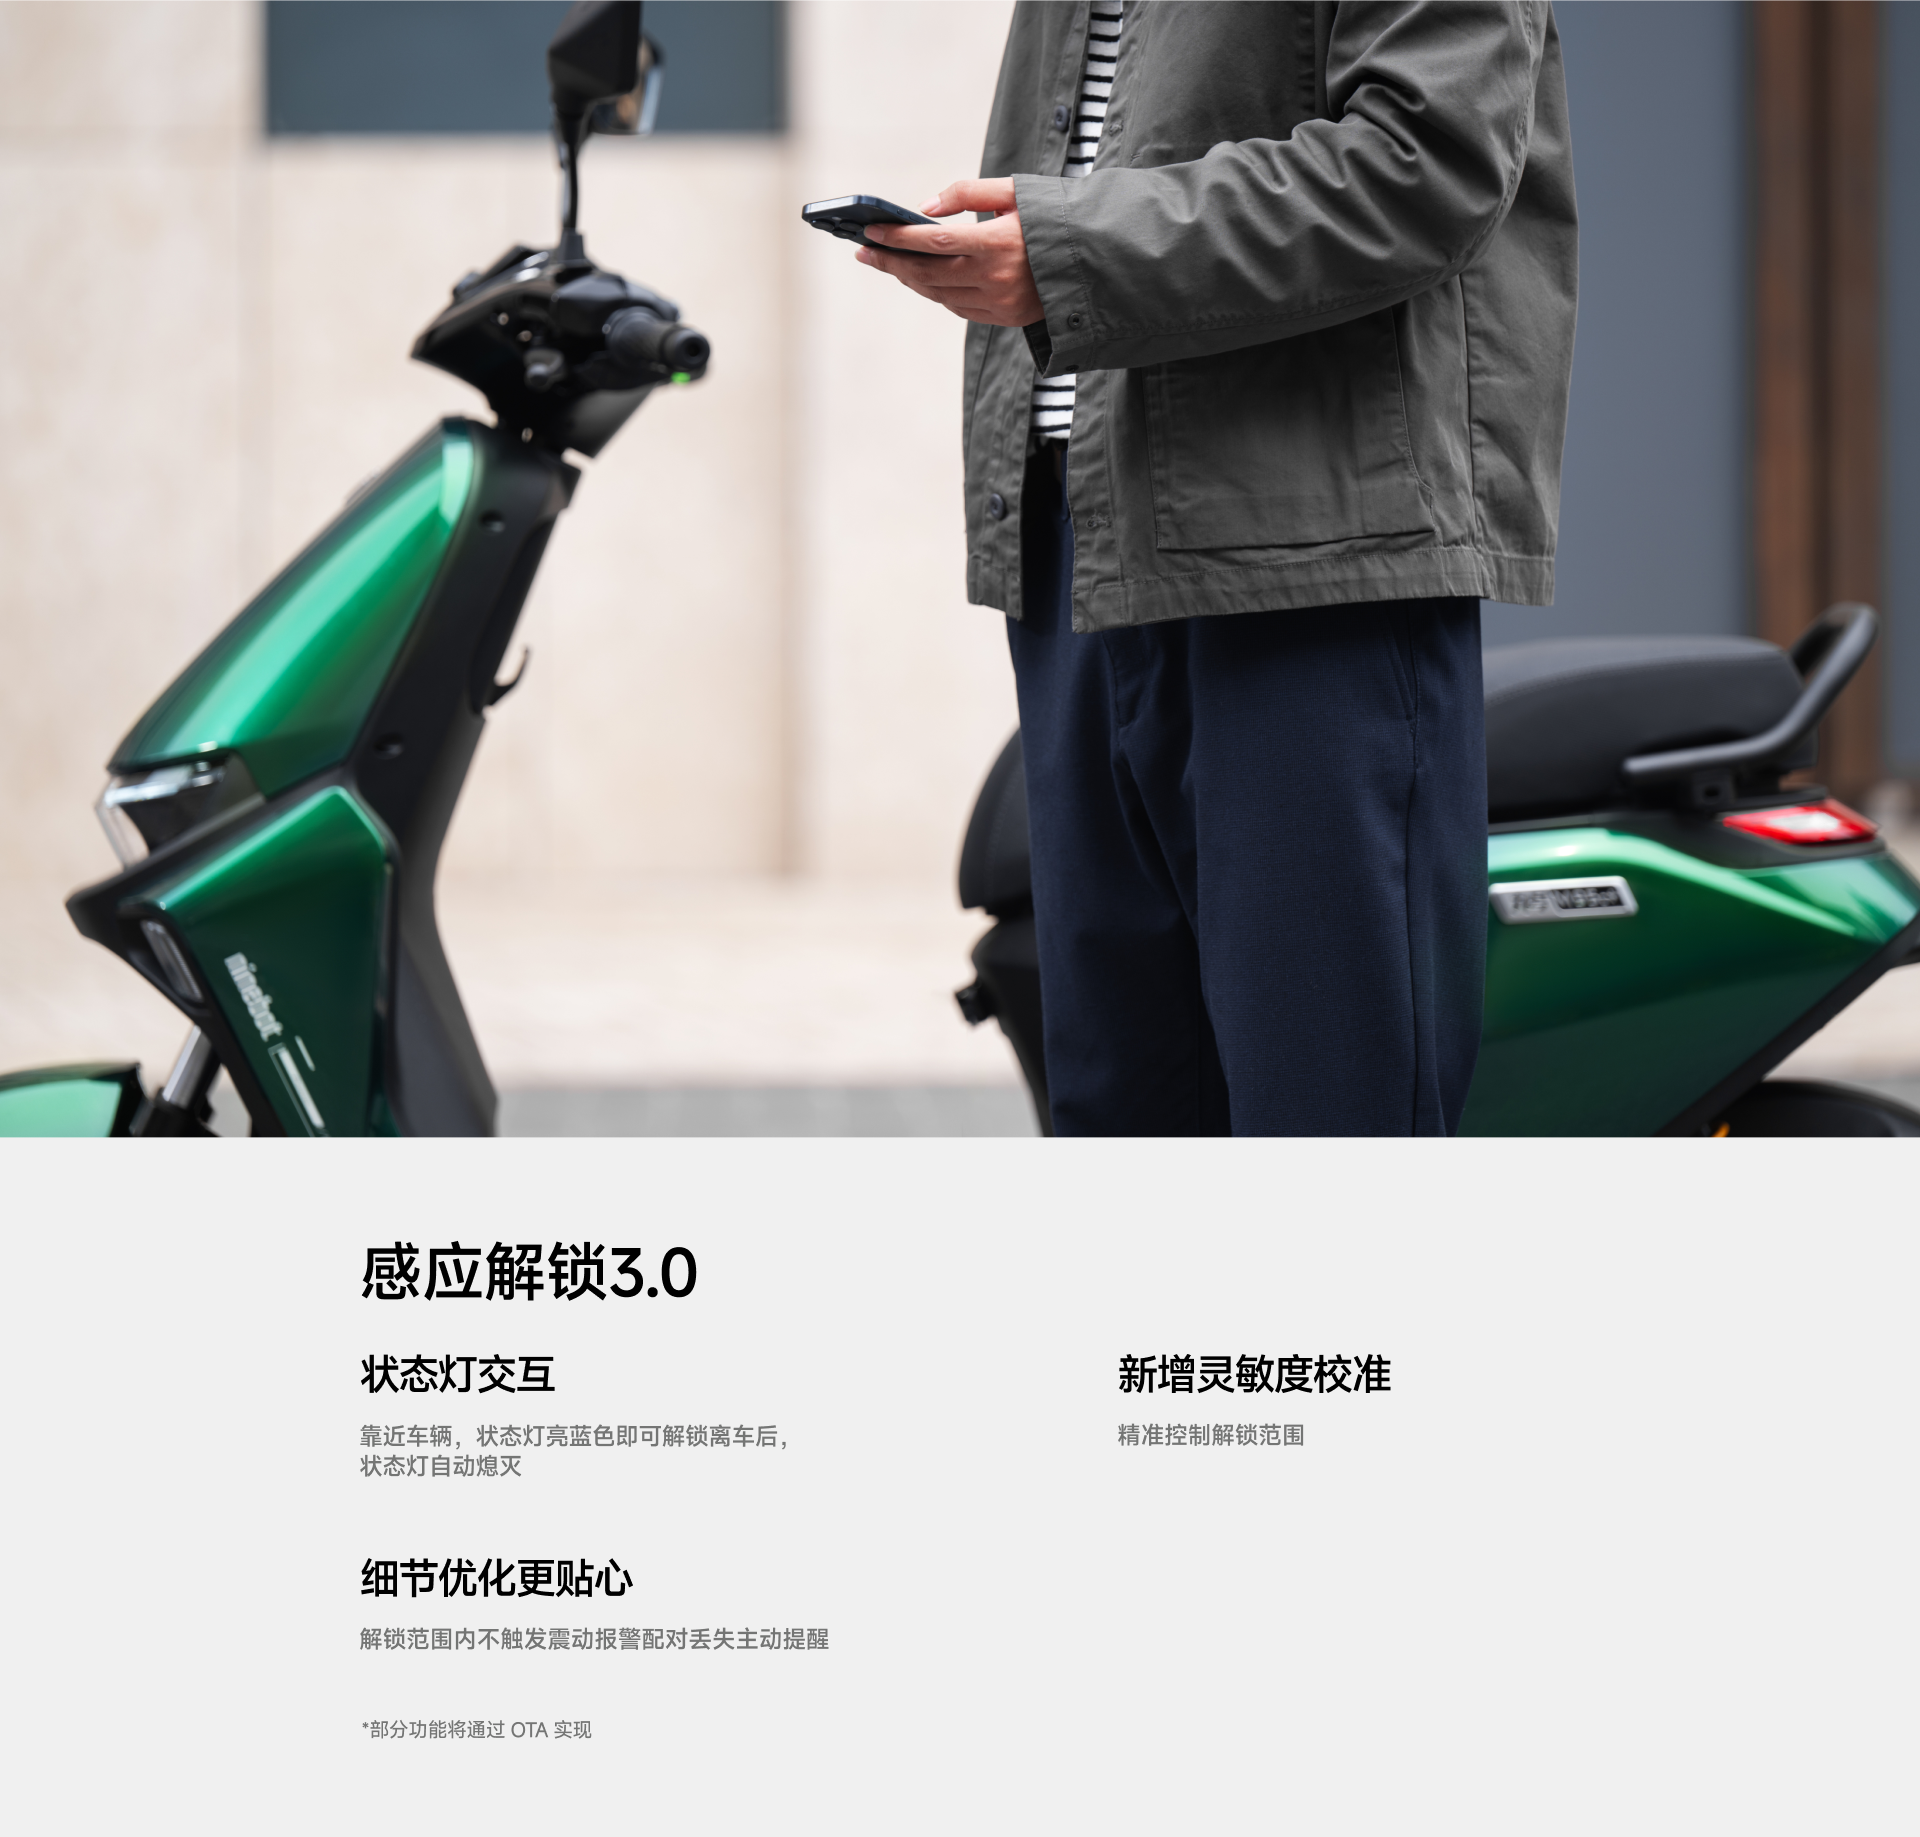 ninebot
感应解锁3.0
状态灯交互
靠近车辆，状态灯亮蓝色即可解锁离车后，
状态灯自动熄灭
新增灵敏度校准
精准控制解锁范围
细节优化更贴心
解锁范围内不触发震动报警配对丢失主动提醒
*部分功能将通过 OTA 实现